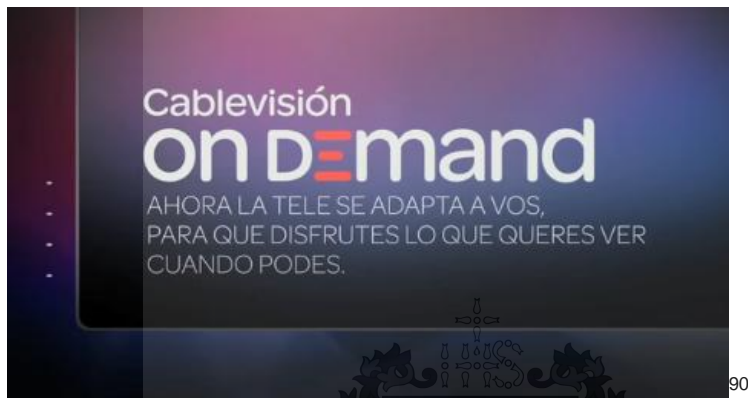 Cablevisión
on DEmand
AHORA LA TELE SE ADAPTA A VOS,
PARA QUE DISFRUTES LO QUE QUERES VER
CUANDO PODES.
IHS
90